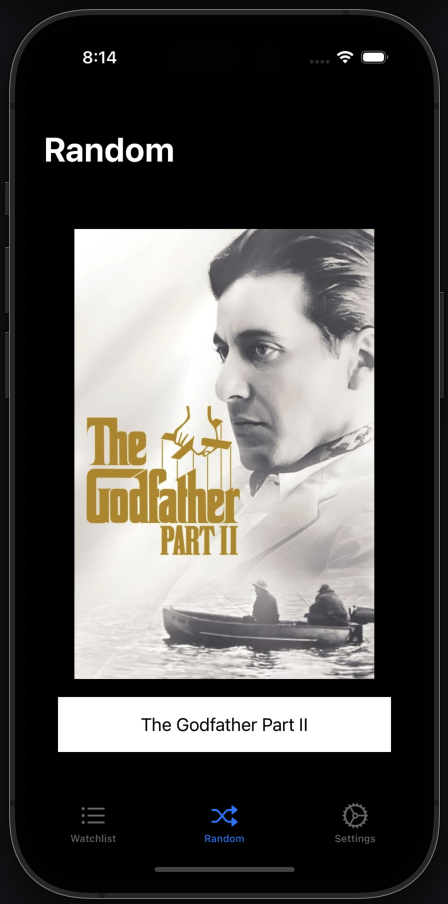 8:14
Random
The
Godfather
PART II
The Godfather Part II
Watchlist
Random
Settings